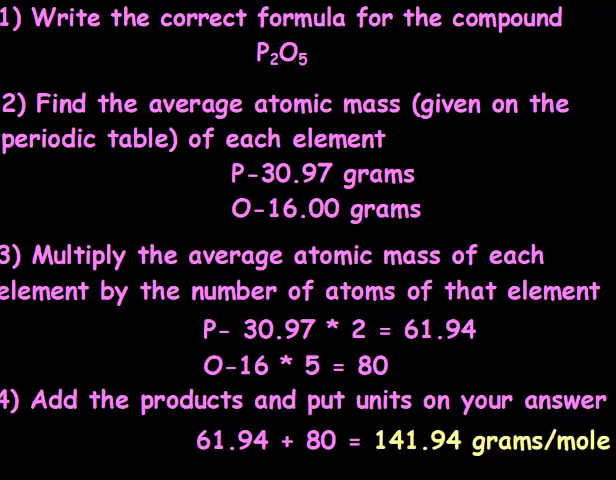 1) Write the correct formula for the compound
P₂O₅
2) Find the average atomic mass (given on the
periodic table) of each element
P-30.97 grams
O-16.00 grams
3) Multiply the average atomic mass of each
element by the number of atoms of that element
P- 30.97 * 2 = 61.94
O-16 * 5 = 80
4) Add the products and put units on your answer
61.94 + 80 = 141.94 grams/mole